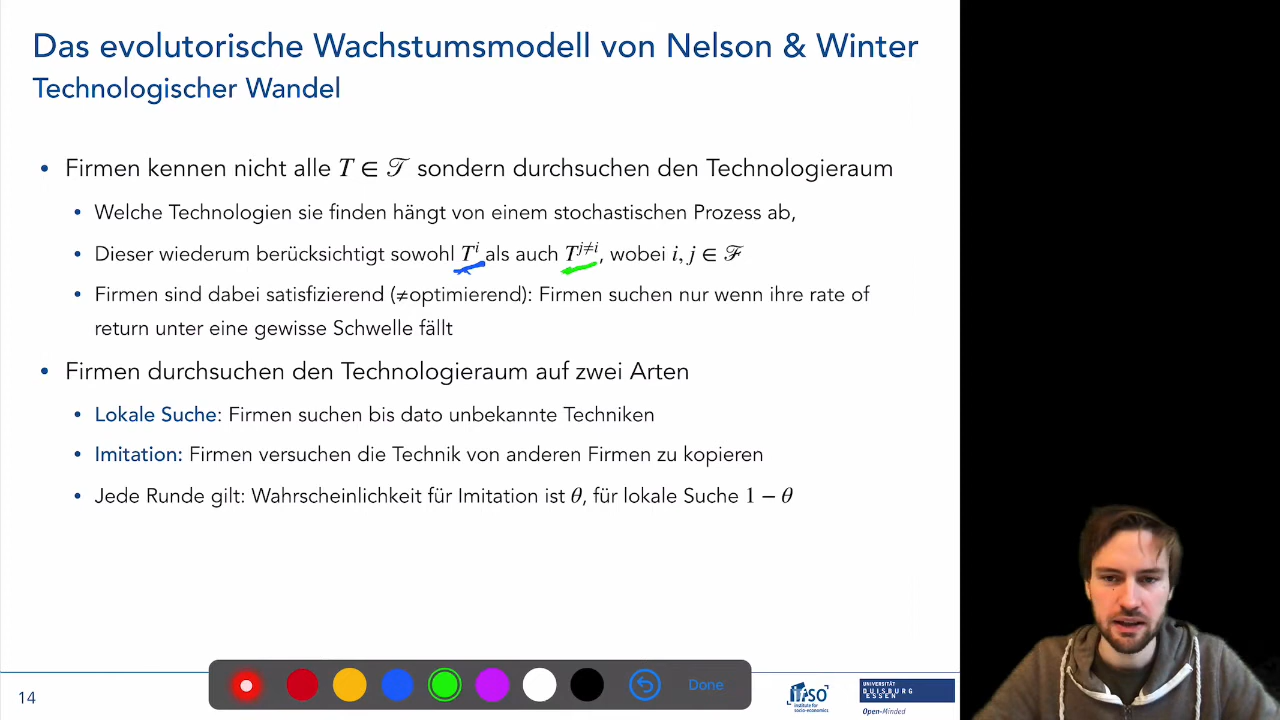 Das evolutorische Wachstumsmodell von Nelson & Winter
Technologischer Wandel
• Firmen kennen nicht alle T ∈ 𝒯 sondern durchsuchen den Technologieraum
• Welche Technologien sie finden hängt von einem stochastischen Prozess ab,
• Dieser wiederum berücksichtigt sowohl Tⁱ als auch T^{j≠i}, wobei i, j ∈ ℱ
• Firmen sind dabei satisfizierend (≠optimierend): Firmen suchen nur wenn ihre rate of
return unter eine gewisse Schwelle fällt
• Firmen durchsuchen den Technologieraum auf zwei Arten
• Lokale Suche: Firmen suchen bis dato unbekannte Techniken
• Imitation: Firmen versuchen die Technik von anderen Firmen zu kopieren
• Jede Runde gilt: Wahrscheinlichkeit für Imitation ist θ, für lokale Suche 1 − θ
Done
14
ifso
institute for
socio-economics
UNIVERSITÄT
DUISBURG
ESSEN
Open-Minded